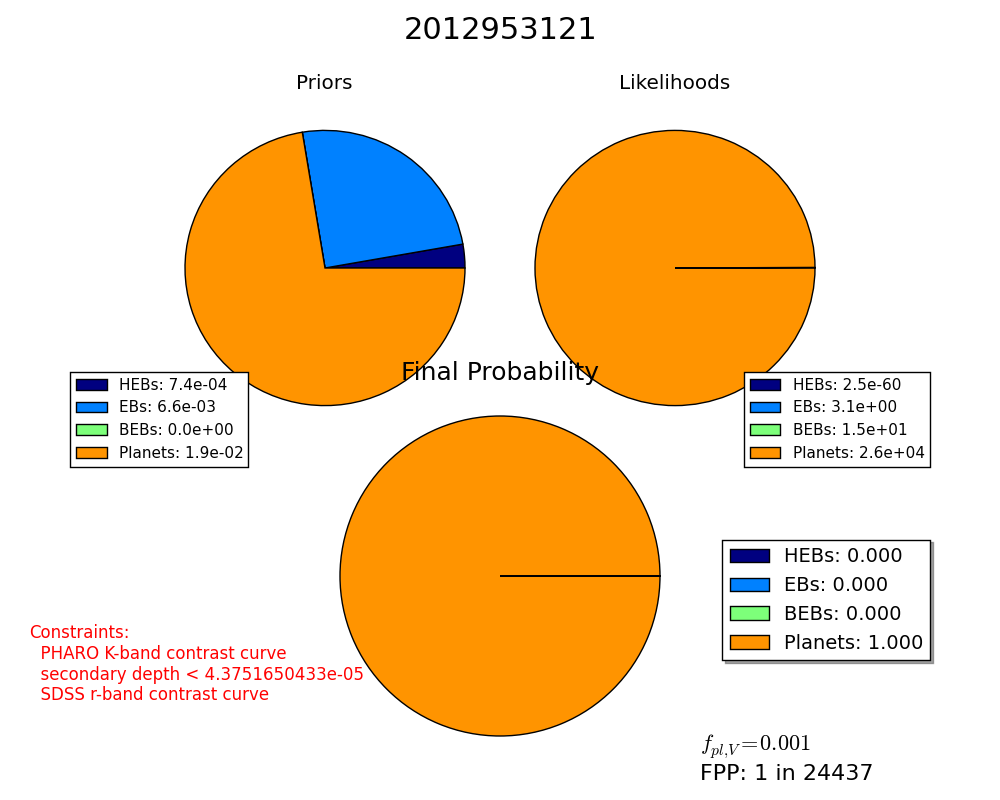 2012953121
Priors
Likelihoods
HEBs: 7.4e-04
EBs: 6.6e-03
BEBs: 0.0e+00
Planets: 1.9e-02
HEBs: 2.5e-60
EBs: 3.1e+00
BEBs: 1.5e+01
Planets: 2.6e+04
Final Probability
HEBs: 0.000
EBs: 0.000
BEBs: 0.000
Planets: 1.000
Constraints:
PHARO K-band contrast curve
secondary depth < 4.3751650433e-05
SDSS r-band contrast curve
f_{pl,V} = 0.001
FPP: 1 in 24437